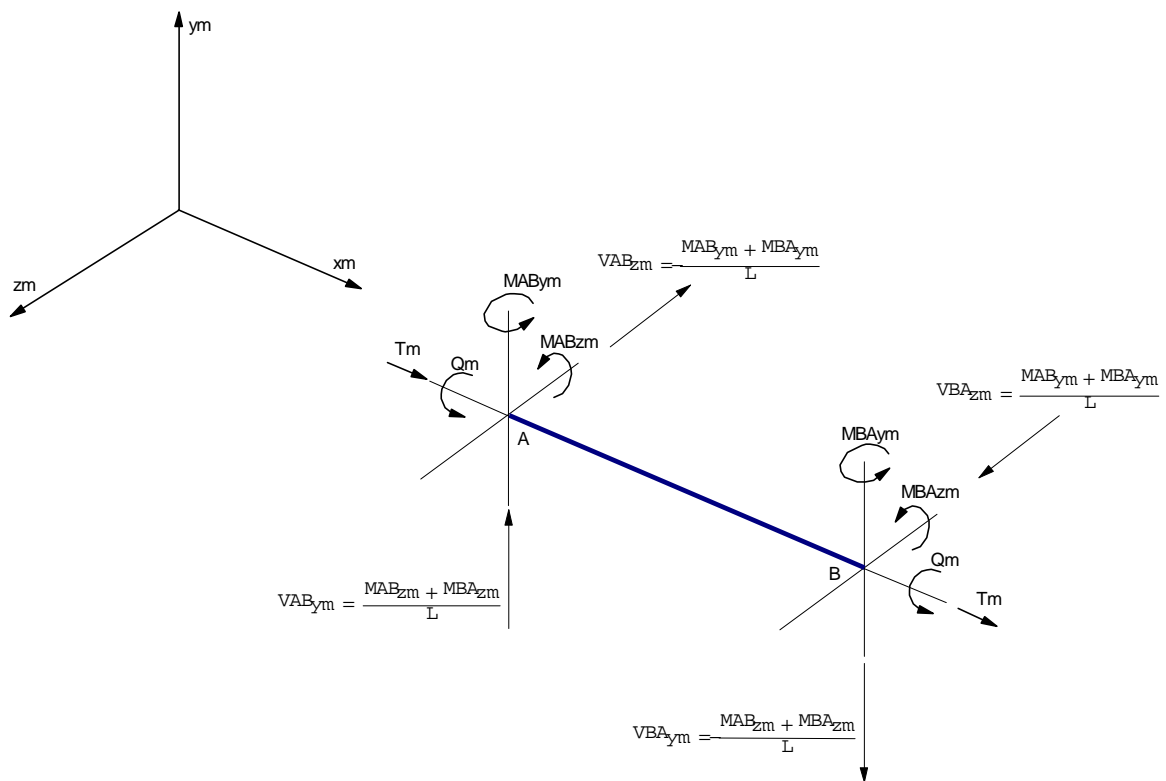 ym
xm
zm
VABzm = - MABym + MBAym / L
MABym
MABzm
Tm
Qm
A
VBAzm = MABym + MBAym / L
MBAym
MBAzm
B
Qm
Tm
VABym = MABzm + MBAzm / L
VBAym = - MABzm + MBAzm / L